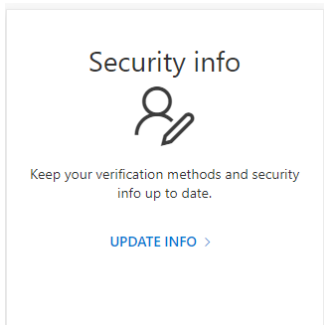 Security info
Keep your verification methods and security
info up to date.
UPDATE INFO >